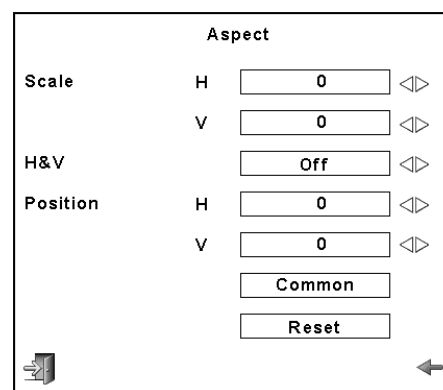 Aspect
Scale H 0
V 0
H&V Off
Position H 0
V 0
Common
Reset